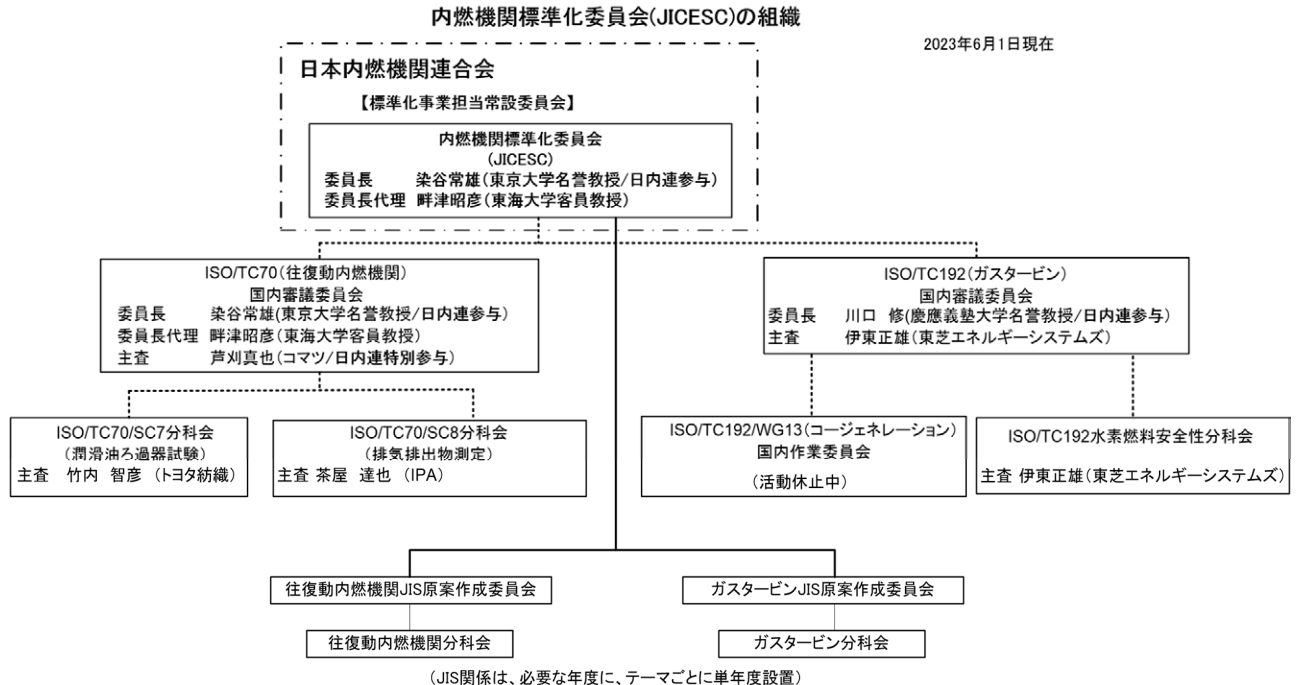 内燃機関標準化委員会(JICESC)の組織
2023年6月1日現在
日本内燃機関連合会
【標準化事業担当常設委員会】
内燃機関標準化委員会
(JICESC)
委員長 染谷常雄(東京大学名誉教授/日内連参与)
委員長代理 畔津昭彦(東海大学客員教授)
ISO/TC70(往復動内燃機関)
国内審議委員会
委員長 染谷常雄(東京大学名誉教授/日内連参与)
委員長代理 畔津昭彦(東海大学客員教授)
主査 芦刈真也(コマツ/日内連特別参与)
ISO/TC192(ガスタービン)
国内審議委員会
委員長 川口 修(慶應義塾大学名誉教授/日内連参与)
主査 伊東正雄(東芝エネルギーシステムズ)
ISO/TC70/SC7分科会
(潤滑油ろ過器試験)
主査 竹内 智彦 (トヨタ紡織)
ISO/TC70/SC8分科会
(排気排出物測定)
主査 茶屋 達也 (IPA)
ISO/TC192/WG13(コージェネレーション)
国内作業委員会
(活動休止中)
ISO/TC192水素燃料安全性分科会
主査 伊東正雄(東芝エネルギーシステムズ)
往復動内燃機関JIS原案作成委員会
ガスタービンJIS原案作成委員会
往復動内燃機関分科会
ガスタービン分科会
(JIS関係は、必要な年度に、テーマごとに単年度設置)